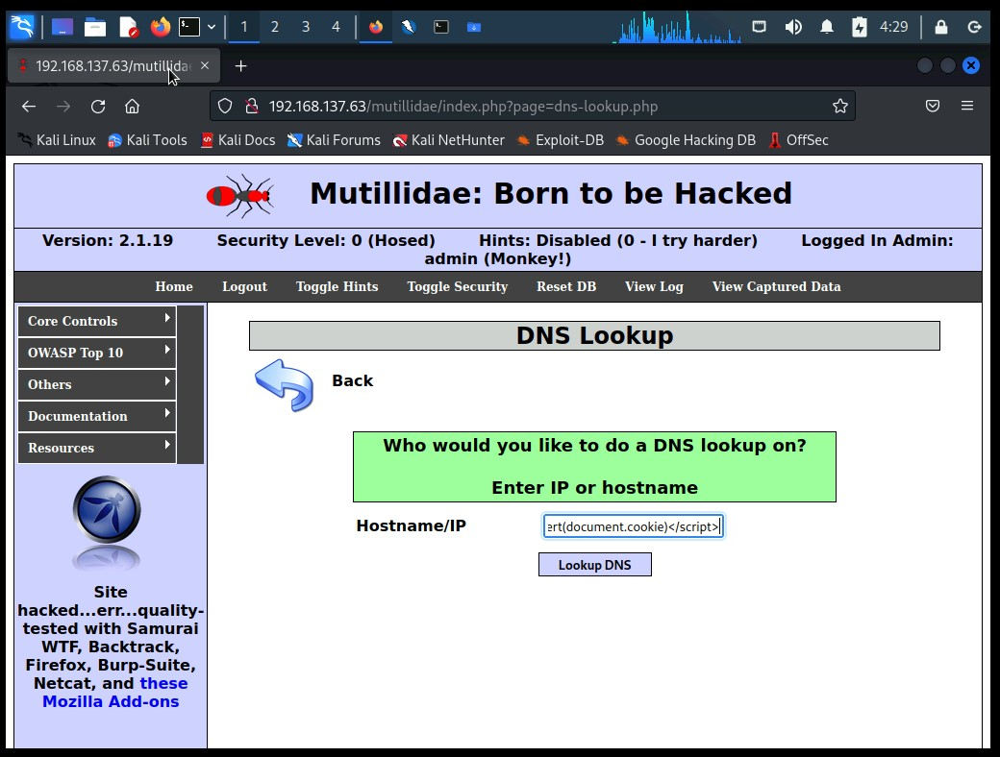 1 2 3 4 4:29
192.168.137.63/mutillida
192.168.137.63/mutillidae/index.php?page=dns-lookup.php
Kali Linux Kali Tools Kali Docs Kali Forums Kali NetHunter Exploit-DB Google Hacking DB OffSec
Mutillidae: Born to be Hacked
Version: 2.1.19 Security Level: 0 (Hosed) Hints: Disabled (0 - I try harder) Logged In Admin:
admin (Monkey!)
Home Logout Toggle Hints Toggle Security Reset DB View Log View Captured Data
Core Controls
OWASP Top 10
Others
Documentation
Resources
Site
hacked...err...quality-
tested with Samurai
WTF, Backtrack,
Firefox, Burp-Suite,
Netcat, and these
Mozilla Add-ons
DNS Lookup
Back
Who would you like to do a DNS lookup on?
Enter IP or hostname
Hostname/IP ert(document.cookie)</script>
Lookup DNS